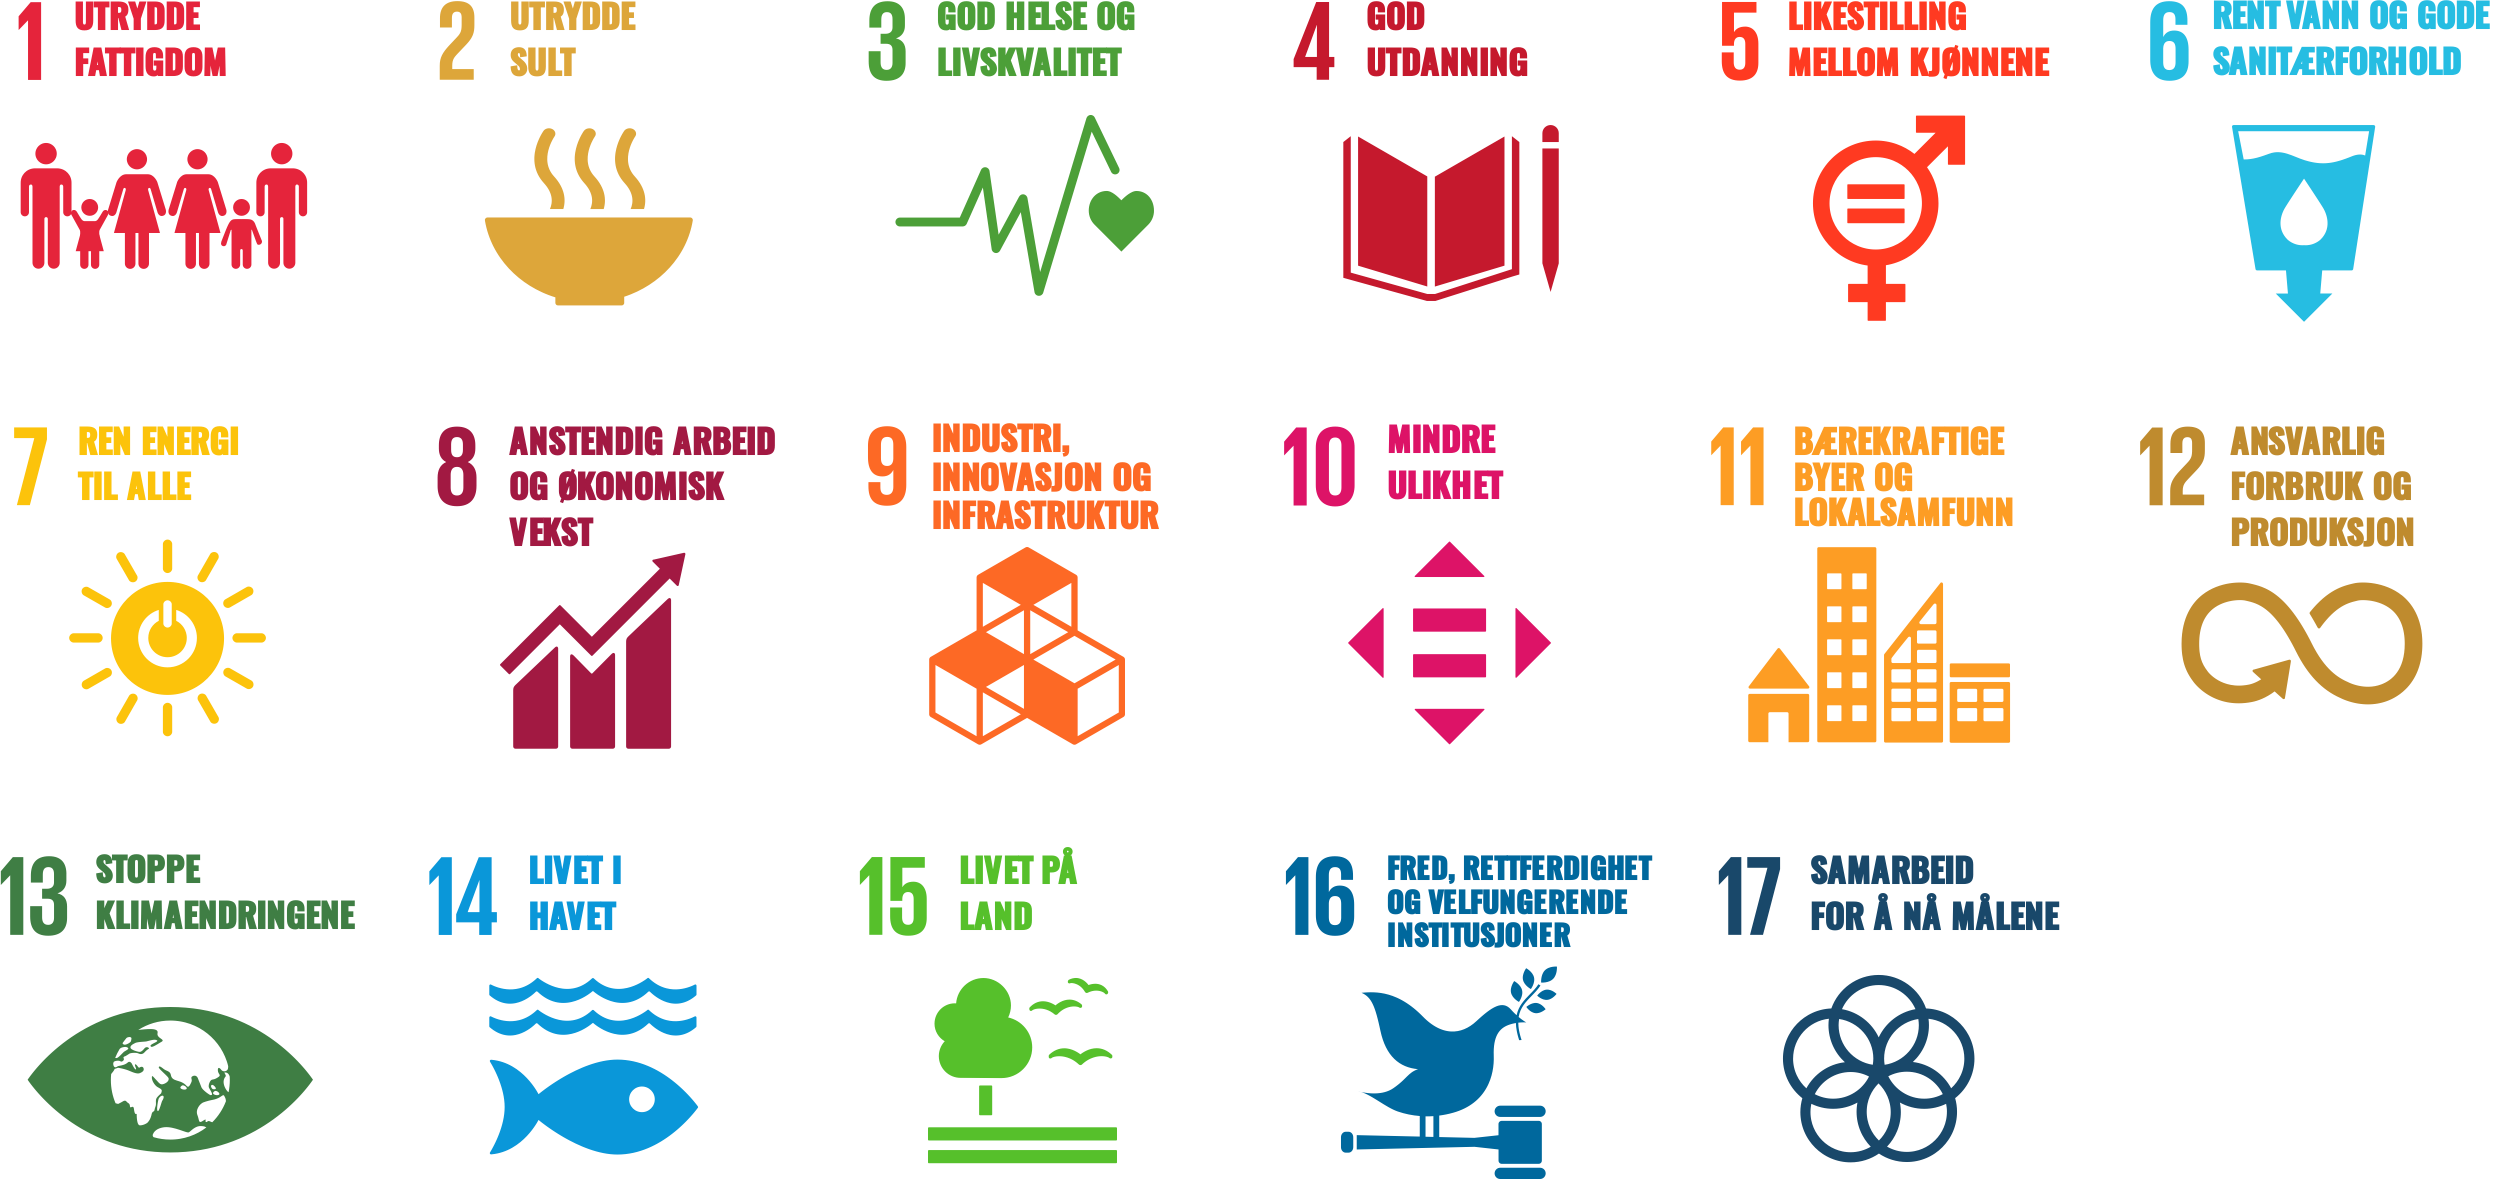 1 UTRYDDE
FATTIGDOM
2 UTRYDDE
SULT
3 GOD HELSE OG
LIVSKVALITET
4 GOD
UTDANNING
5 LIKESTILLING
MELLOM KJØNNENE
6 RENT VANN OG GODE
SANITÆRFORHOLD
7 REN ENERGI
TIL ALLE
8 ANSTENDIG ARBEID
OG ØKONOMISK
VEKST
9 INDUSTRI,
INNOVASJON OG
INFRASTRUKTUR
10 MINDRE
ULIKHET
11 BÆREKRAFTIGE
BYER OG
LOKALSAMFUNN
12 ANSVARLIG
FORBRUK OG
PRODUKSJON
13 STOPPE
KLIMAENDRINGENE
14 LIVET I
HAVET
15 LIVET PÅ
LAND
16 FRED, RETTFERDIGHET
OG VELFUNGERENDE
INSTITUSJONER
17 SAMARBEID
FOR Å NÅ MÅLENE